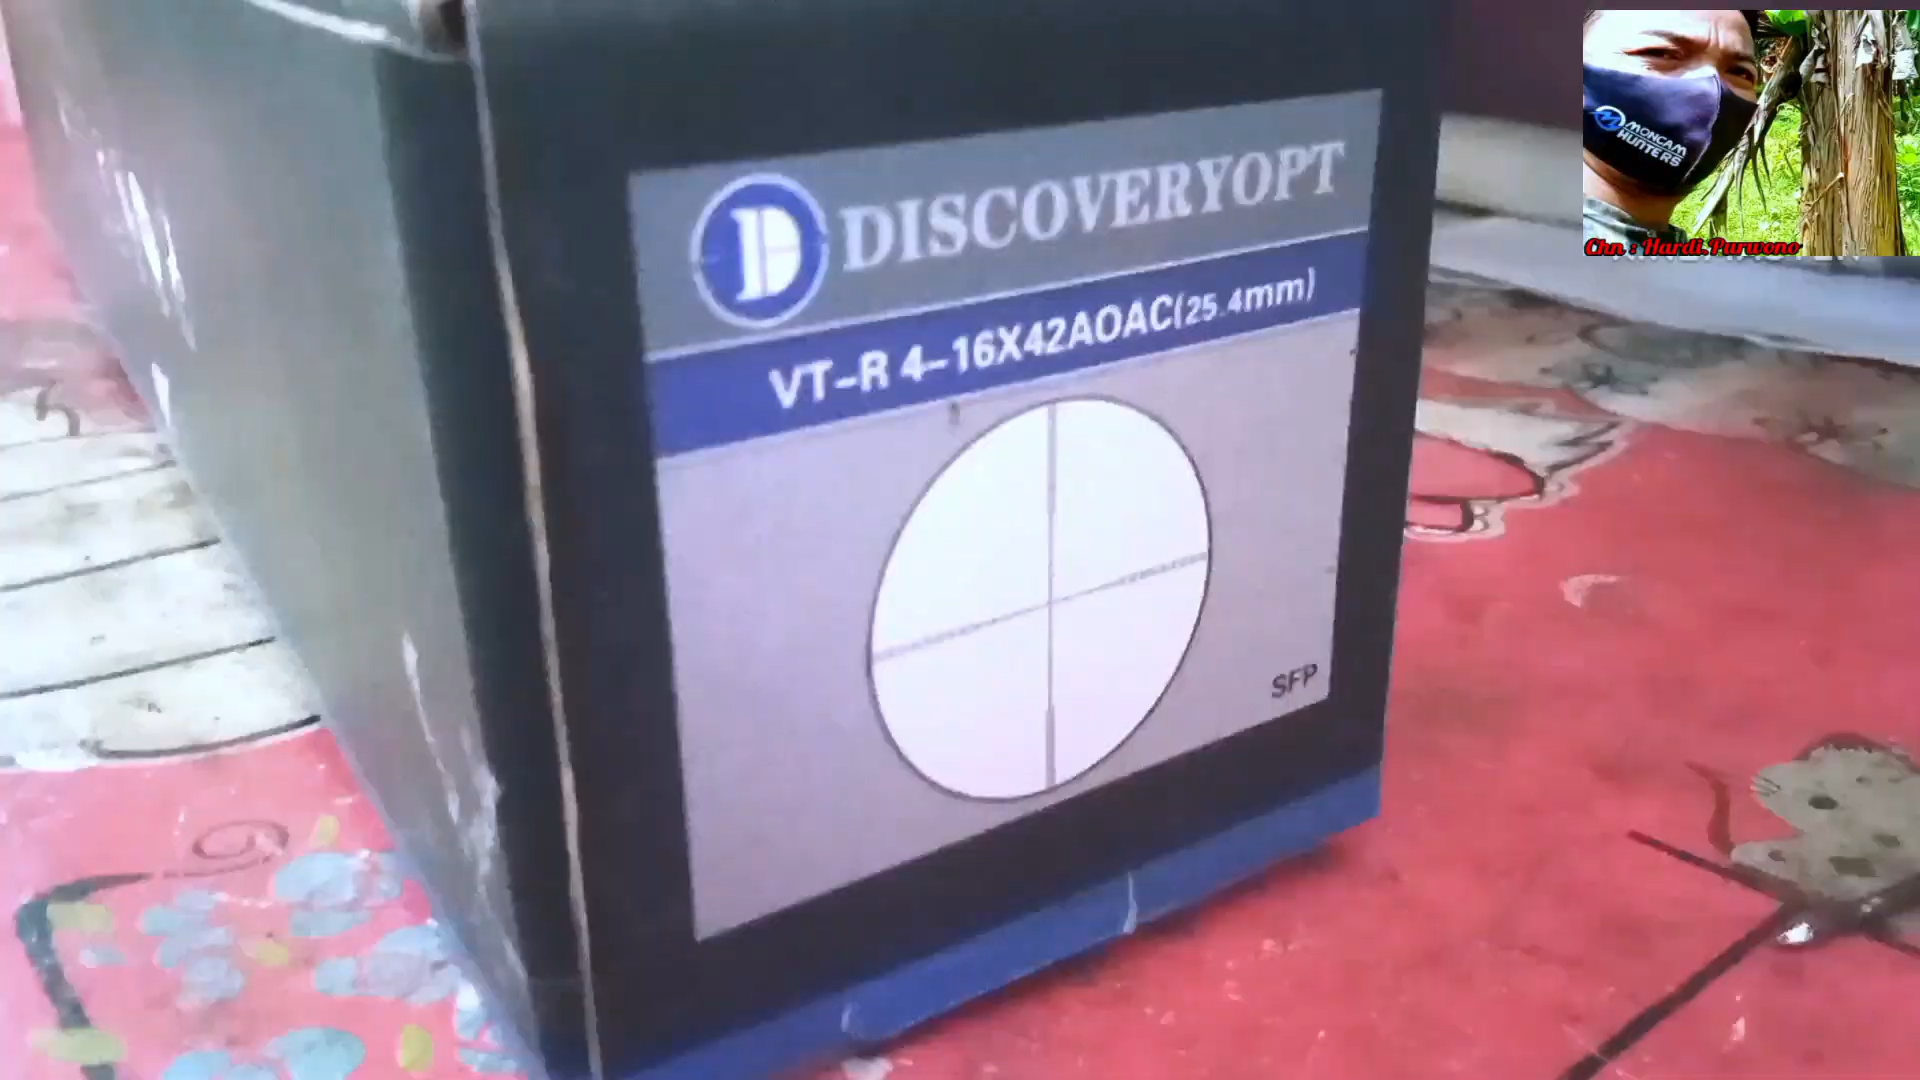 DISCOVERYOPT
VT-R 4-16X42AOAC(25.4mm)
SFP
MONCAM
HUNTERS
Chn : Hardi.Purwono